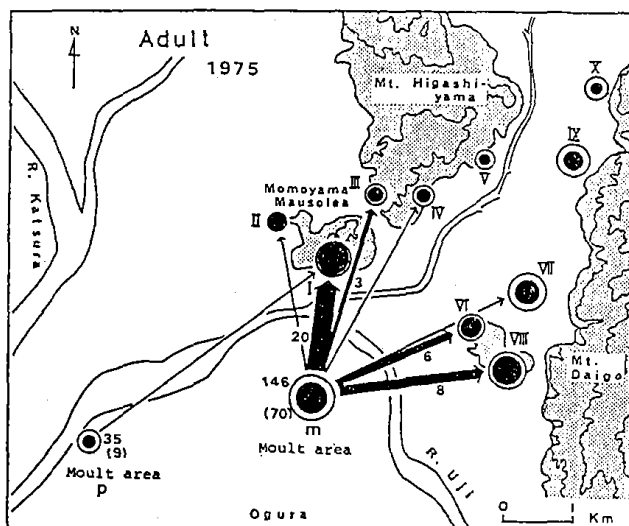 N
Adult
1975
Mt. Higashi-
yama
X
IX
V
III
IV
Momoyama
Mausolea
II
R. Katsura
I
3
VII
VI
20
6
VIII
146
(70)
8
Mt.
Daigo
m
Moult area
35
(9)
Moult area
p
R. Uji
Ogura
0
Km